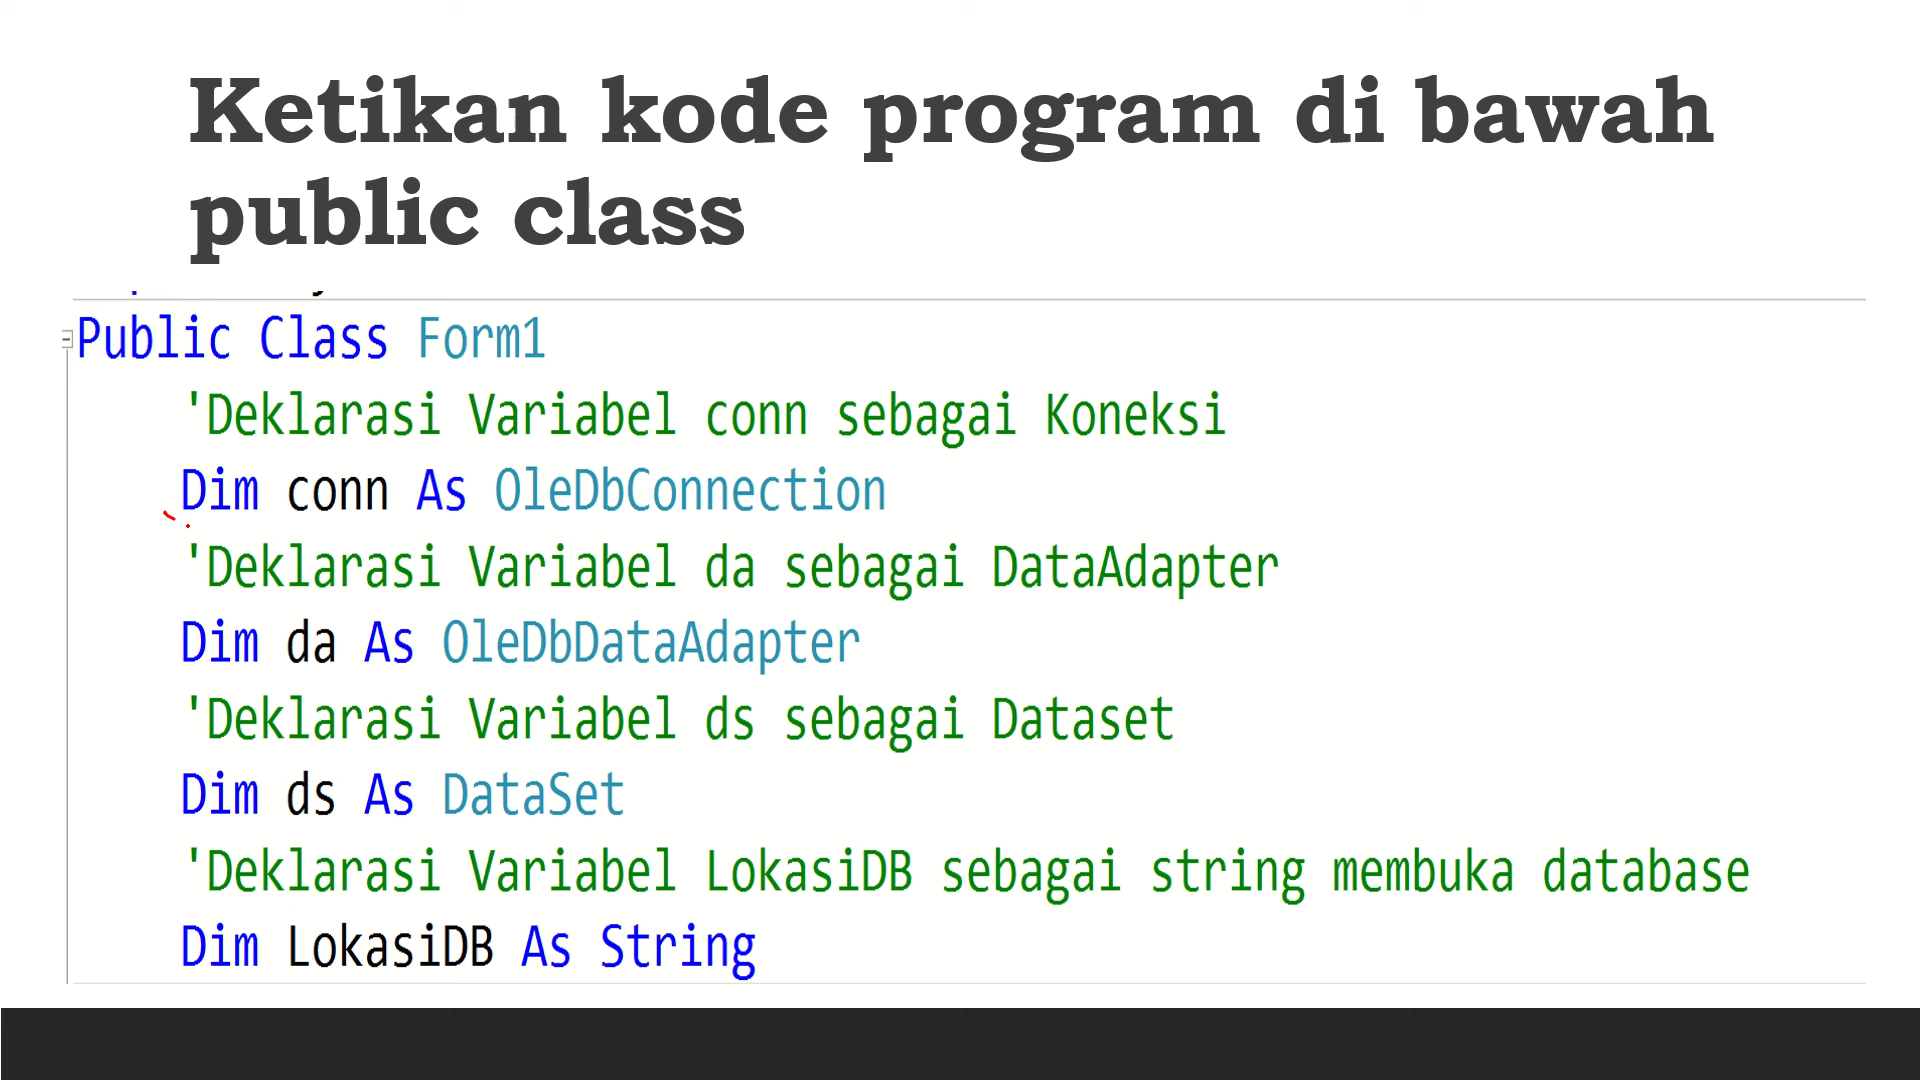 Ketikan kode program di bawah
public class
Public Class Form1
'Deklarasi Variabel conn sebagai Koneksi
Dim conn As OleDbConnection
'Deklarasi Variabel da sebagai DataAdapter
Dim da As OleDbDataAdapter
'Deklarasi Variabel ds sebagai Dataset
Dim ds As DataSet
'Deklarasi Variabel LokasiDB sebagai string membuka database
Dim LokasiDB As String